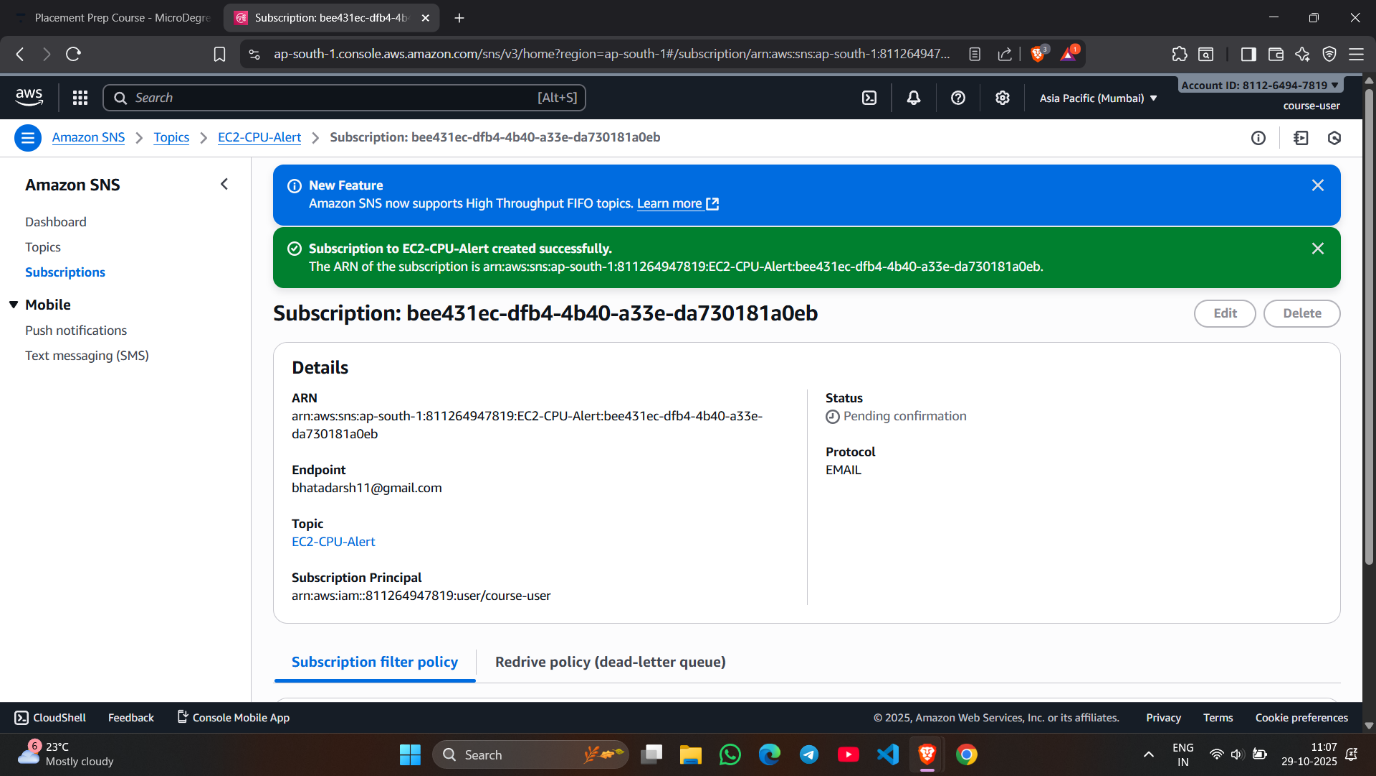 Placement Prep Course - MicroDegre
Subscription: bee431ec-dfb4-4b
ap-south-1.console.aws.amazon.com/sns/v3/home?region=ap-south-1#/subscription/arn:aws:sns:ap-south-1:811264947...
3
1
aws
Search
[Alt+S]
Asia Pacific (Mumbai)
Account ID: 8112-6494-7819
course-user
Amazon SNS
Topics
EC2-CPU-Alert
Subscription: bee431ec-dfb4-4b40-a33e-da730181a0eb
Amazon SNS
Dashboard
Topics
Subscriptions
Mobile
Push notifications
Text messaging (SMS)
New Feature
Amazon SNS now supports High Throughput FIFO topics. Learn more
Subscription to EC2-CPU-Alert created successfully.
The ARN of the subscription is arn:aws:sns:ap-south-1:811264947819:EC2-CPU-Alert:bee431ec-dfb4-4b40-a33e-da730181a0eb.
Subscription: bee431ec-dfb4-4b40-a33e-da730181a0eb
Edit
Delete
Details
ARN
arn:aws:sns:ap-south-1:811264947819:EC2-CPU-Alert:bee431ec-dfb4-4b40-a33e-
da730181a0eb
Endpoint
bhatadarsh11@gmail.com
Topic
EC2-CPU-Alert
Subscription Principal
arn:aws:iam::811264947819:user/course-user
Status
Pending confirmation
Protocol
EMAIL
Subscription filter policy
Redrive policy (dead-letter queue)
CloudShell
Feedback
Console Mobile App
© 2025, Amazon Web Services, Inc. or its affiliates.
Privacy
Terms
Cookie preferences
6
23°C
Mostly cloudy
Search
ENG
IN
11:07
29-10-2025